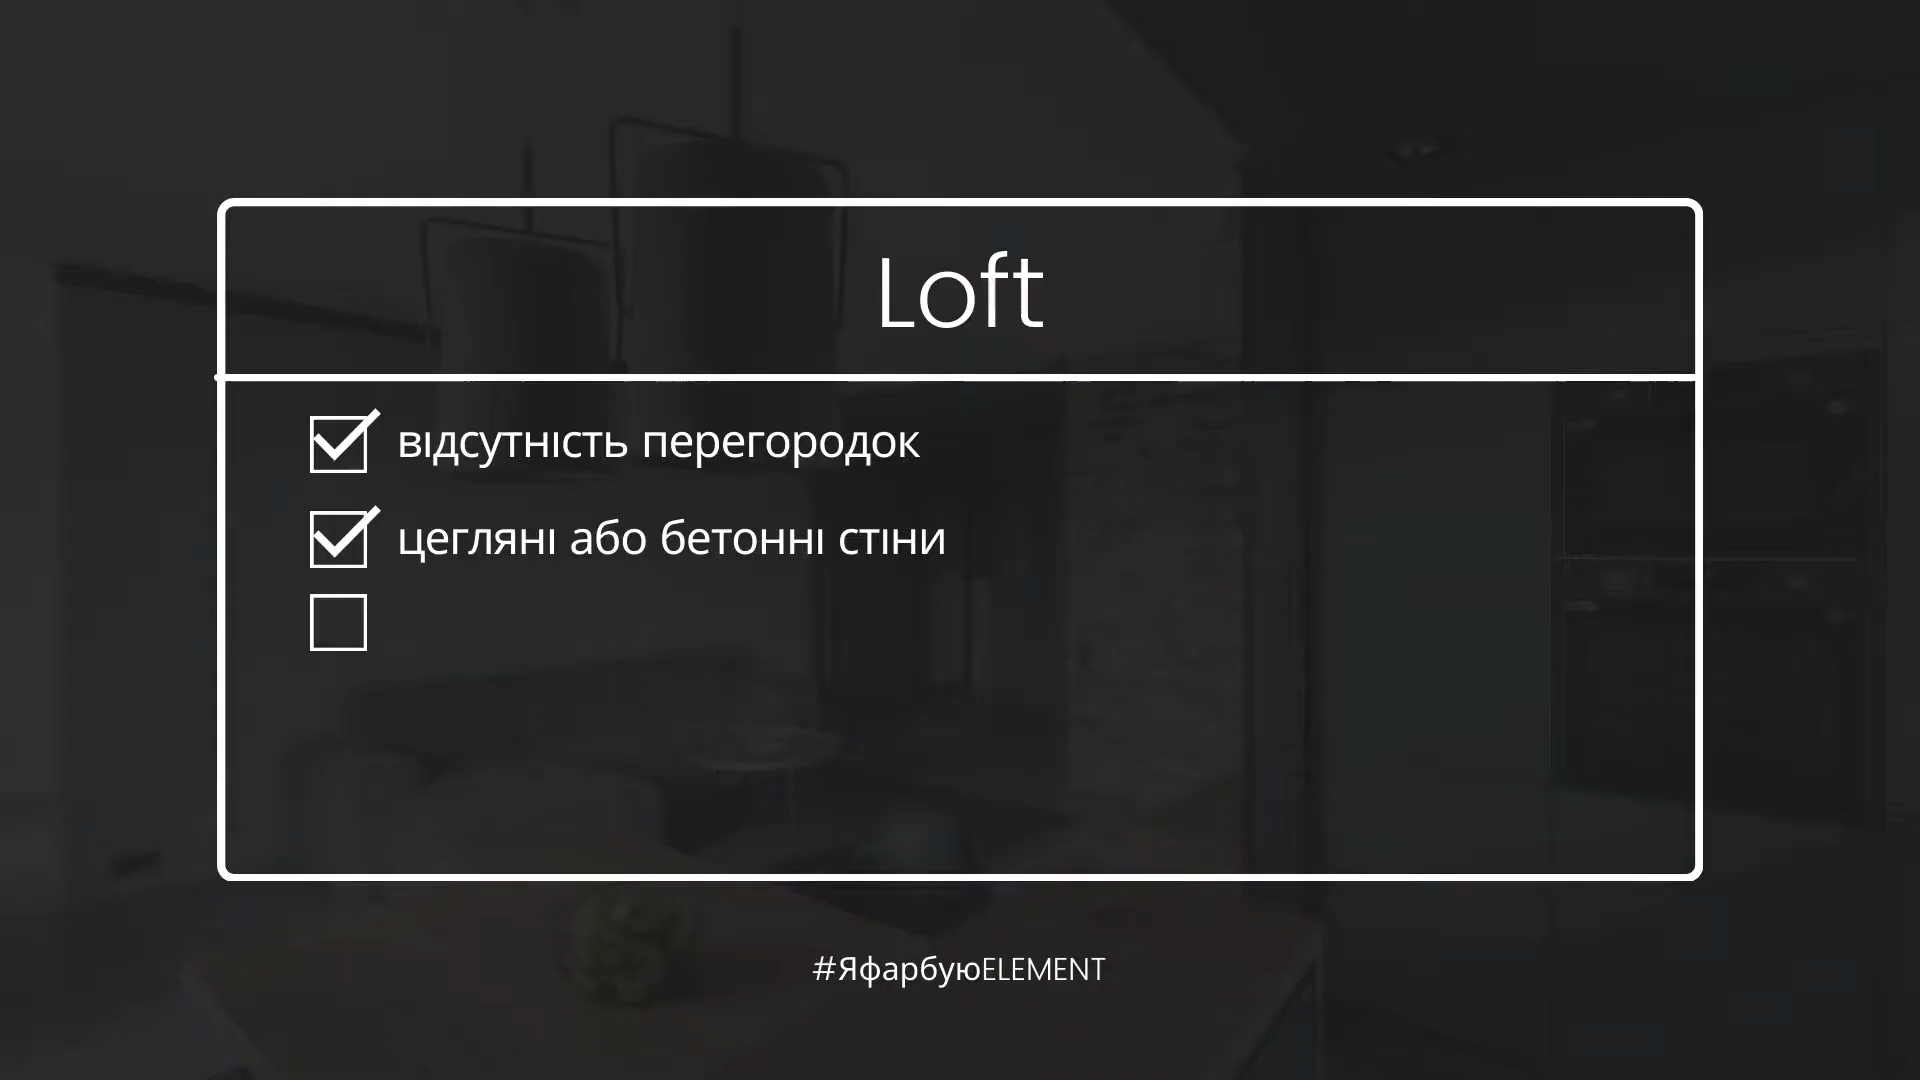 Loft
відсутність перегородок
цегляні або бетонні стіни
#ЯфарбуюELEMENT